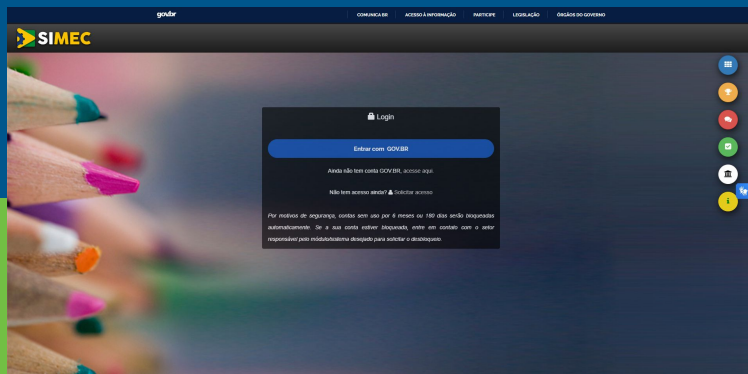 gov.br COMUNICA BR ACESSO À INFORMAÇÃO PARTICIPE LEGISLAÇÃO ÓRGÃOS DO GOVERNO
SIMEC
Login
Entrar com GOV.BR
Ainda não tem conta GOV.BR, acesse aqui.
Não tem acesso ainda? Solicitar acesso
Por motivos de segurança, contas sem uso por 6 meses ou 180 dias serão bloqueadas
automaticamente. Se a sua conta estiver bloqueada, entre em contato com o setor
responsável pelo módulo/sistema desejado para solicitar o desbloqueio.